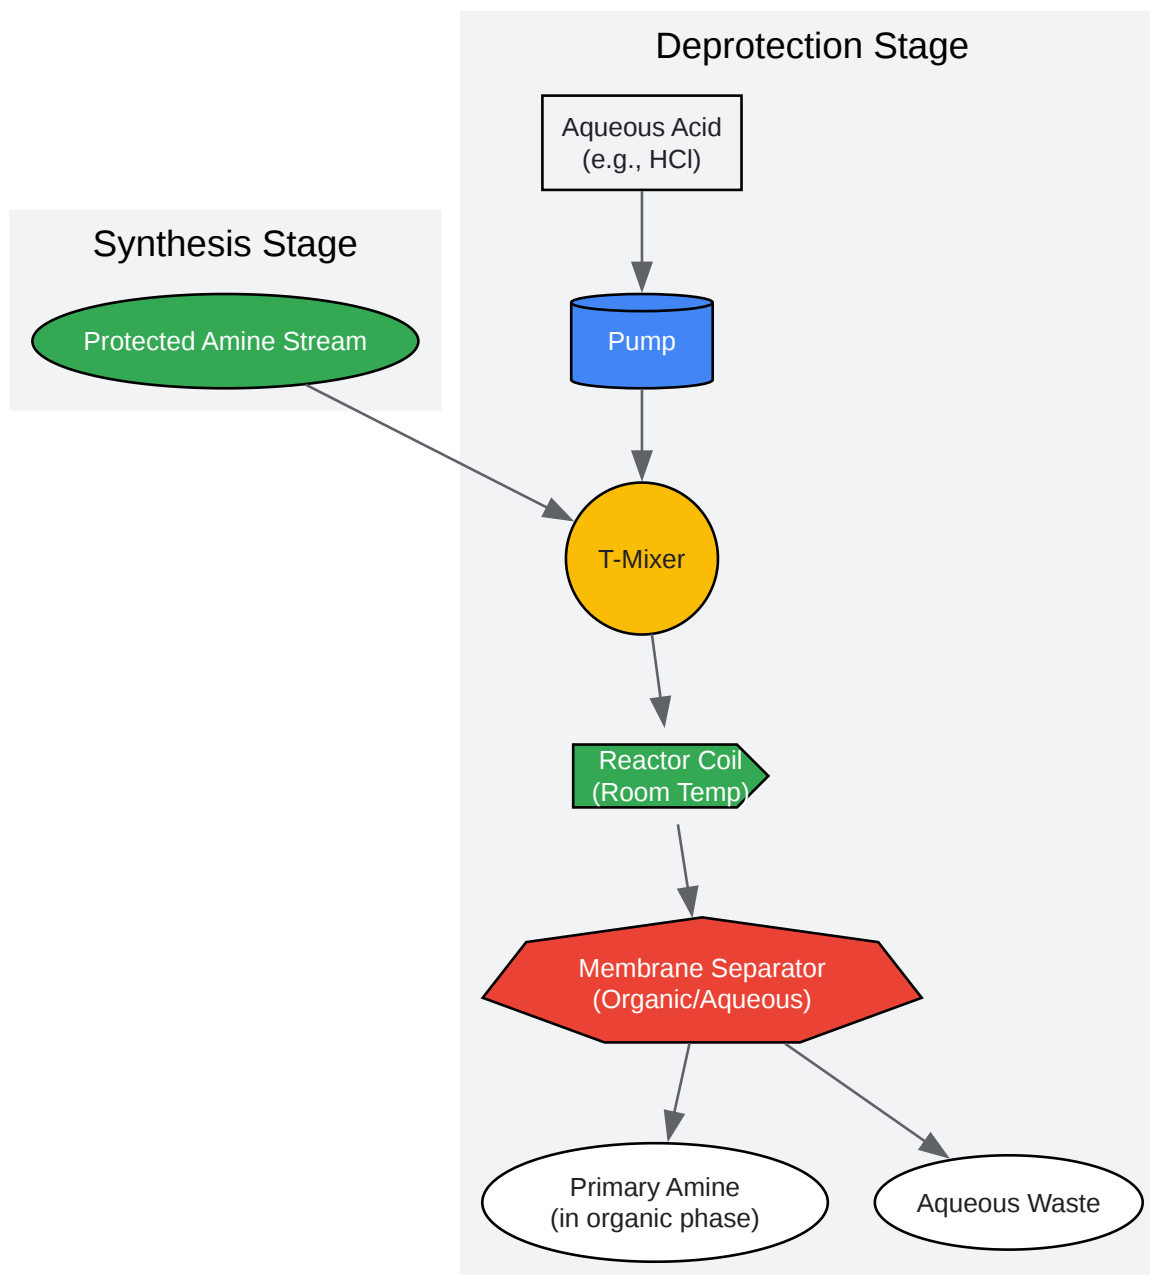 Deprotection Stage
Aqueous Acid
(e.g., HCl)
Synthesis Stage
Protected Amine Stream
Pump
T-Mixer
Reactor Coil
(Room Temp)
Membrane Separator
(Organic/Aqueous)
Primary Amine
(in organic phase)
Aqueous Waste